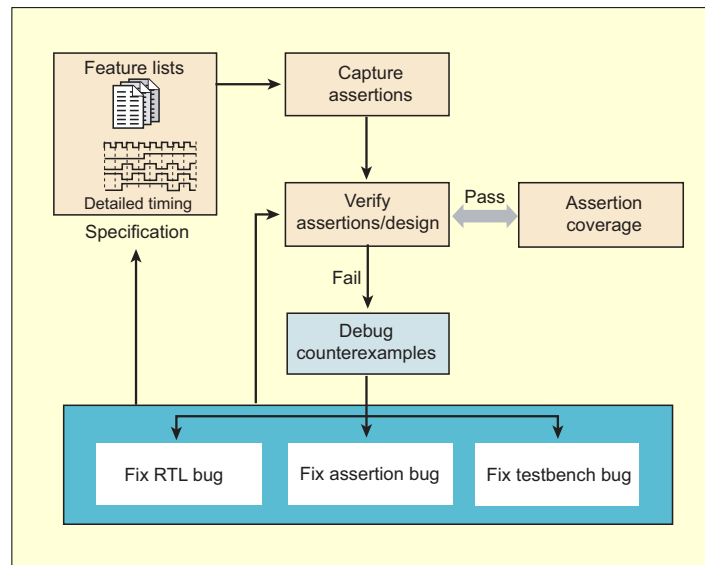 Feature lists
Detailed timing
Specification
Capture
assertions
Verify
assertions/design
Pass
Assertion
coverage
Fail
Debug
counterexamples
Fix RTL bug
Fix assertion bug
Fix testbench bug